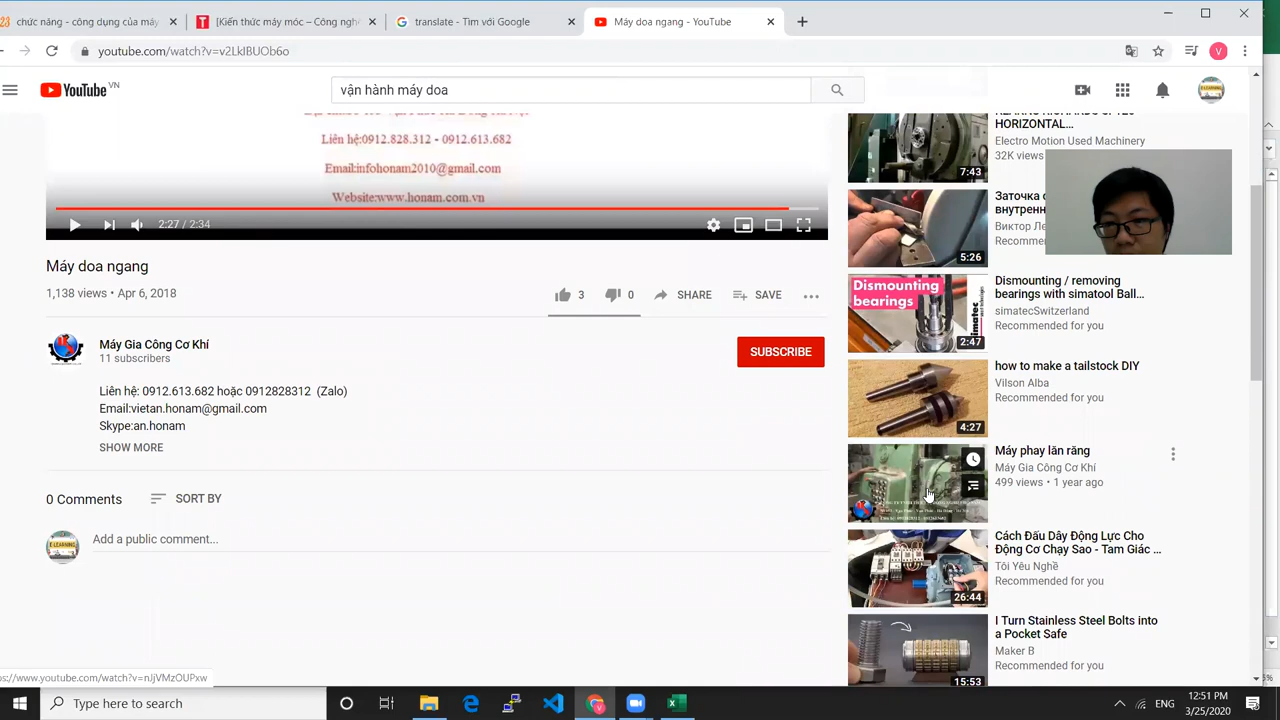 chức năng - công dụng của máy
[Kiến thức máy móc – Công nghệ
translate - Tìm với Google
Máy doa ngang - YouTube
youtube.com/watch?v=v2LkIBUOb6o
V
YouTube VN
vận hành máy doa
E-LEARNING
Liên hệ:0912.828.312 - 0912.613.682
Email:infohonam2010@gmail.com
Website:www.honam.com.vn
2:27 / 2:34
Máy doa ngang
1,138 views • Apr 6, 2018
3
0
SHARE
SAVE
Máy Gia Công Cơ Khí
11 subscribers
SUBSCRIBE
Liên hệ: 0912.613.682 hoặc 0912828312 (Zalo)
Email:vietan.honam@gmail.com
Skype:an.honam
SHOW MORE
0 Comments
SORT BY
E-LEARNING
Add a public comment...
HORIZONTAL...
Electro Motion Used Machinery
32K views
7:43
Заточка
внутренн
Виктор Ле
Recomme
5:26
Dismounting
bearings
simatec
2:47
Dismounting / removing
bearings with simatool Ball...
simatecSwitzerland
Recommended for you
4:27
how to make a tailstock DIY
Vilson Alba
Recommended for you
Máy phay lăn răng
Máy Gia Công Cơ Khí
499 views • 1 year ago
26:44
Cách Đấu Dây Động Lực Cho
Động Cơ Chạy Sao - Tam Giác ...
Tôi Yêu Nghề
Recommended for you
15:53
I Turn Stainless Steel Bolts into
a Pocket Safe
Maker B
Recommended for you
ps://www.youtube.com/watch?v=nJjVMzOUPxw
Type here to search
ENG
12:51 PM
3/25/2020